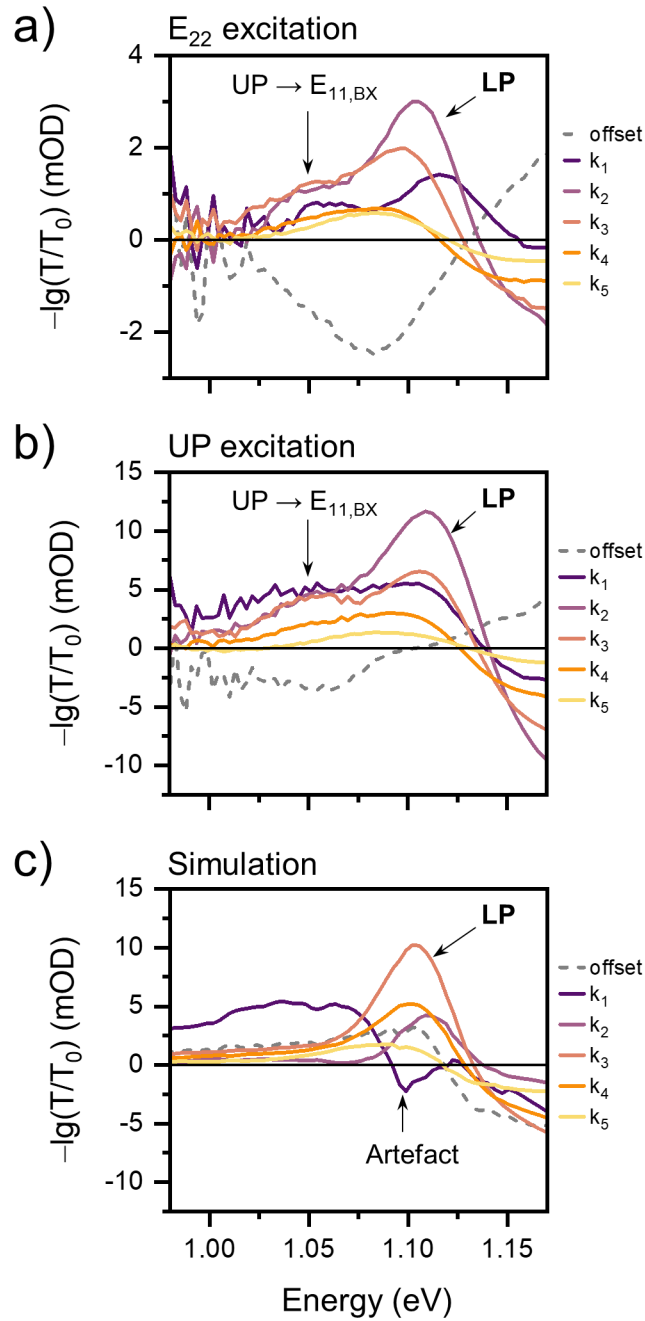 a)
E₂₂ excitation
4
2
0
-2
−lg(T/T₀) (mOD)
UP → E₁₁,BX
LP
offset
k₁
k₂
k₃
k₄
k₅
b)
UP excitation
15
10
5
0
-5
-10
−lg(T/T₀) (mOD)
UP → E₁₁,BX
LP
offset
k₁
k₂
k₃
k₄
k₅
c)
Simulation
15
10
5
0
-5
-10
−lg(T/T₀) (mOD)
LP
Artefact
offset
k₁
k₂
k₃
k₄
k₅
1.00
1.05
1.10
1.15
Energy (eV)